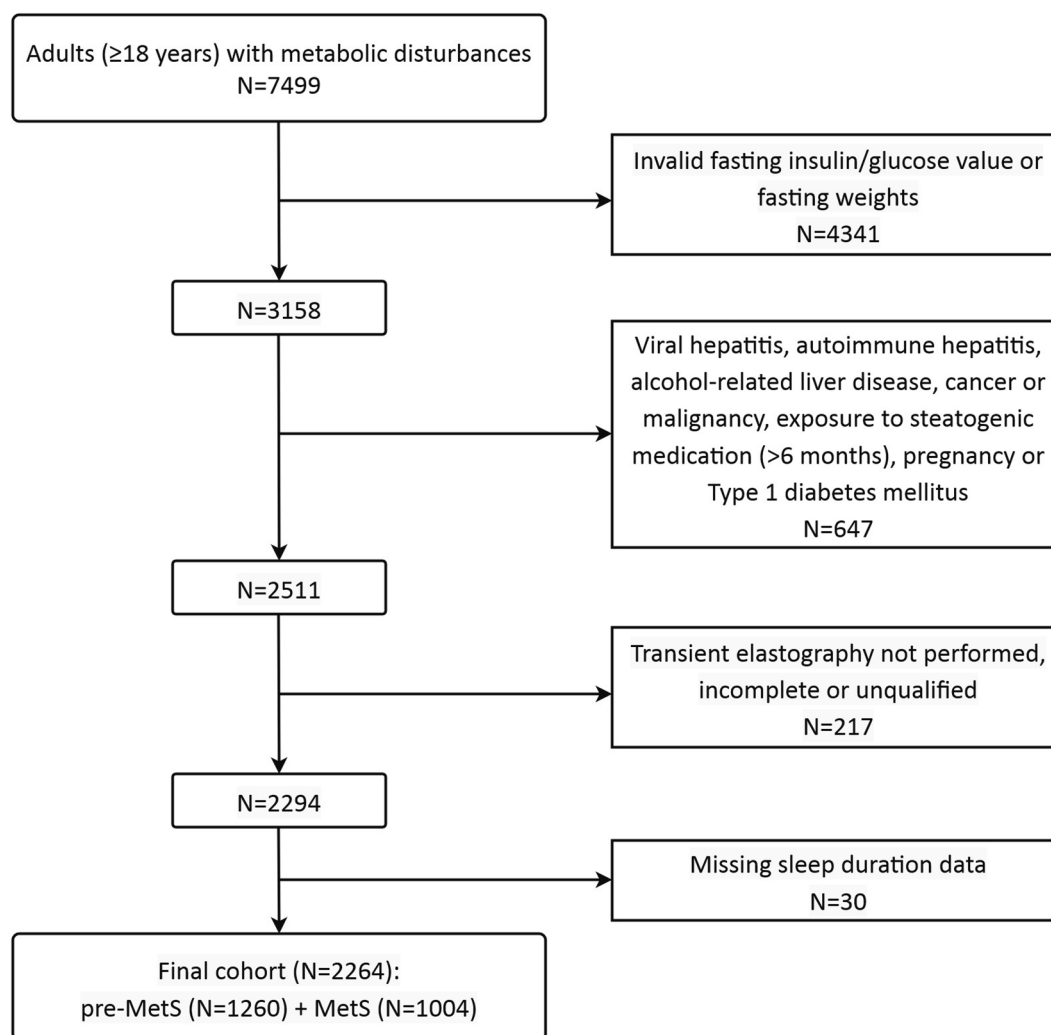 Adults (≥18 years) with metabolic disturbances
N=7499
Invalid fasting insulin/glucose value or
fasting weights
N=4341
N=3158
Viral hepatitis, autoimmune hepatitis,
alcohol-related liver disease, cancer or
malignancy, exposure to steatogenic
medication (>6 months), pregnancy or
Type 1 diabetes mellitus
N=647
N=2511
Transient elastography not performed,
incomplete or unqualified
N=217
N=2294
Missing sleep duration data
N=30
Final cohort (N=2264):
pre-MetS (N=1260) + MetS (N=1004)